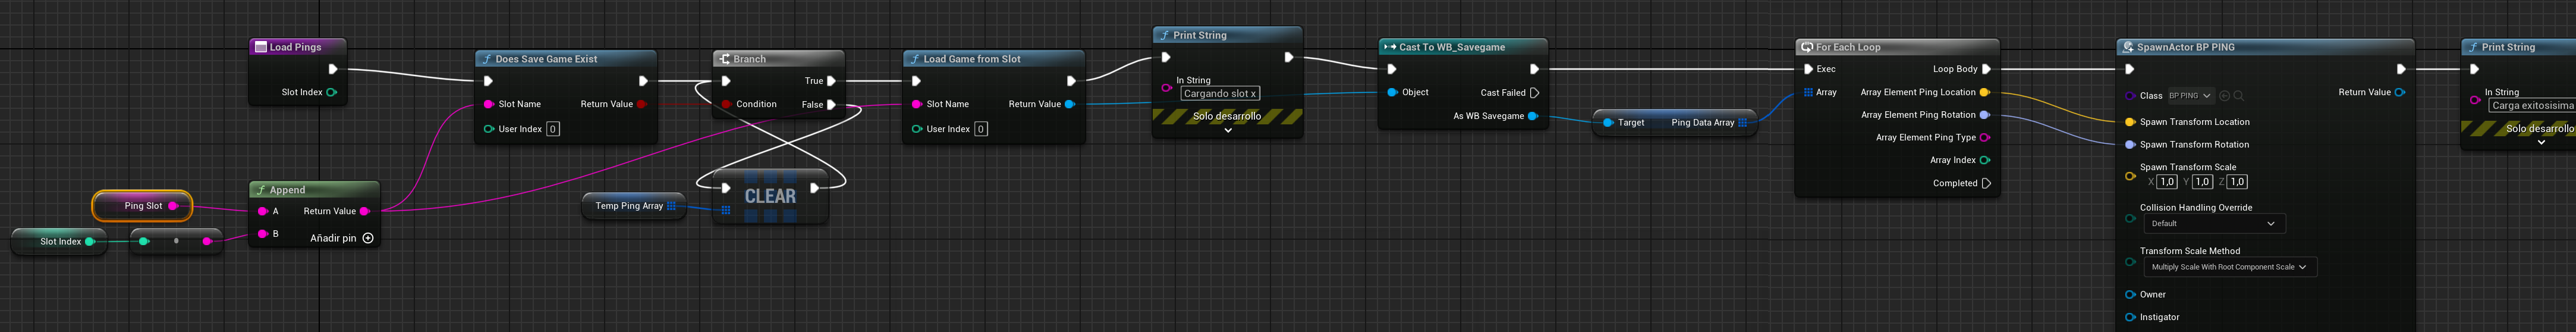 Load Pings
Slot Index
Does Save Game Exist
Slot Name
Return Value
User Index
0
Branch
True
Condition
False
Load Game from Slot
Slot Name
Return Value
User Index
0
Print String
In String
Cargando slot x
Solo desarrollo
Cast To WB_Savegame
Object
Cast Failed
As WB Savegame
Target
Ping Data Array
For Each Loop
Exec
Loop Body
Array
Array Element Ping Location
Array Element Ping Rotation
Array Element Ping Type
Array Index
Completed
SpawnActor BP PING
Class
BP PING
Return Value
Spawn Transform Location
Spawn Transform Rotation
Spawn Transform Scale
X 1,0 Y 1,0 Z 1,0
Collision Handling Override
Default
Transform Scale Method
Multiply Scale With Root Component Scale
Owner
Instigator
Print String
In String
Carga exitosisima
Solo desarrollo
Ping Slot
Slot Index
Append
A
Return Value
B
Añadir pin
Temp Ping Array
CLEAR